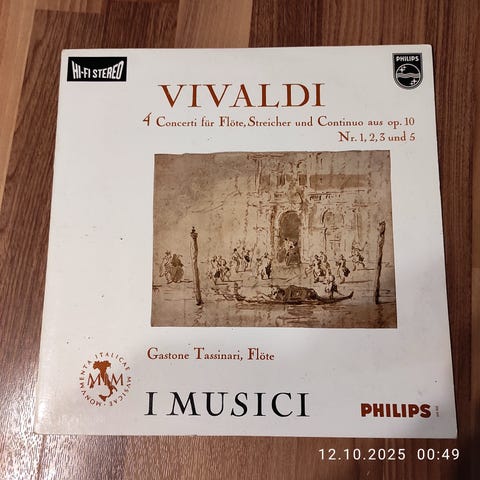 HI-FI STEREO
PHILIPS
VIVALDI
4 Concerti für Flöte, Streicher und Continuo aus op. 10
Nr. 1, 2, 3 und 5
Gastone Tassinari, Flöte
MONUMENTA ITALICAE MUSICAE
MIM
I MUSICI
PHILIPS
12.10.2025 00:49